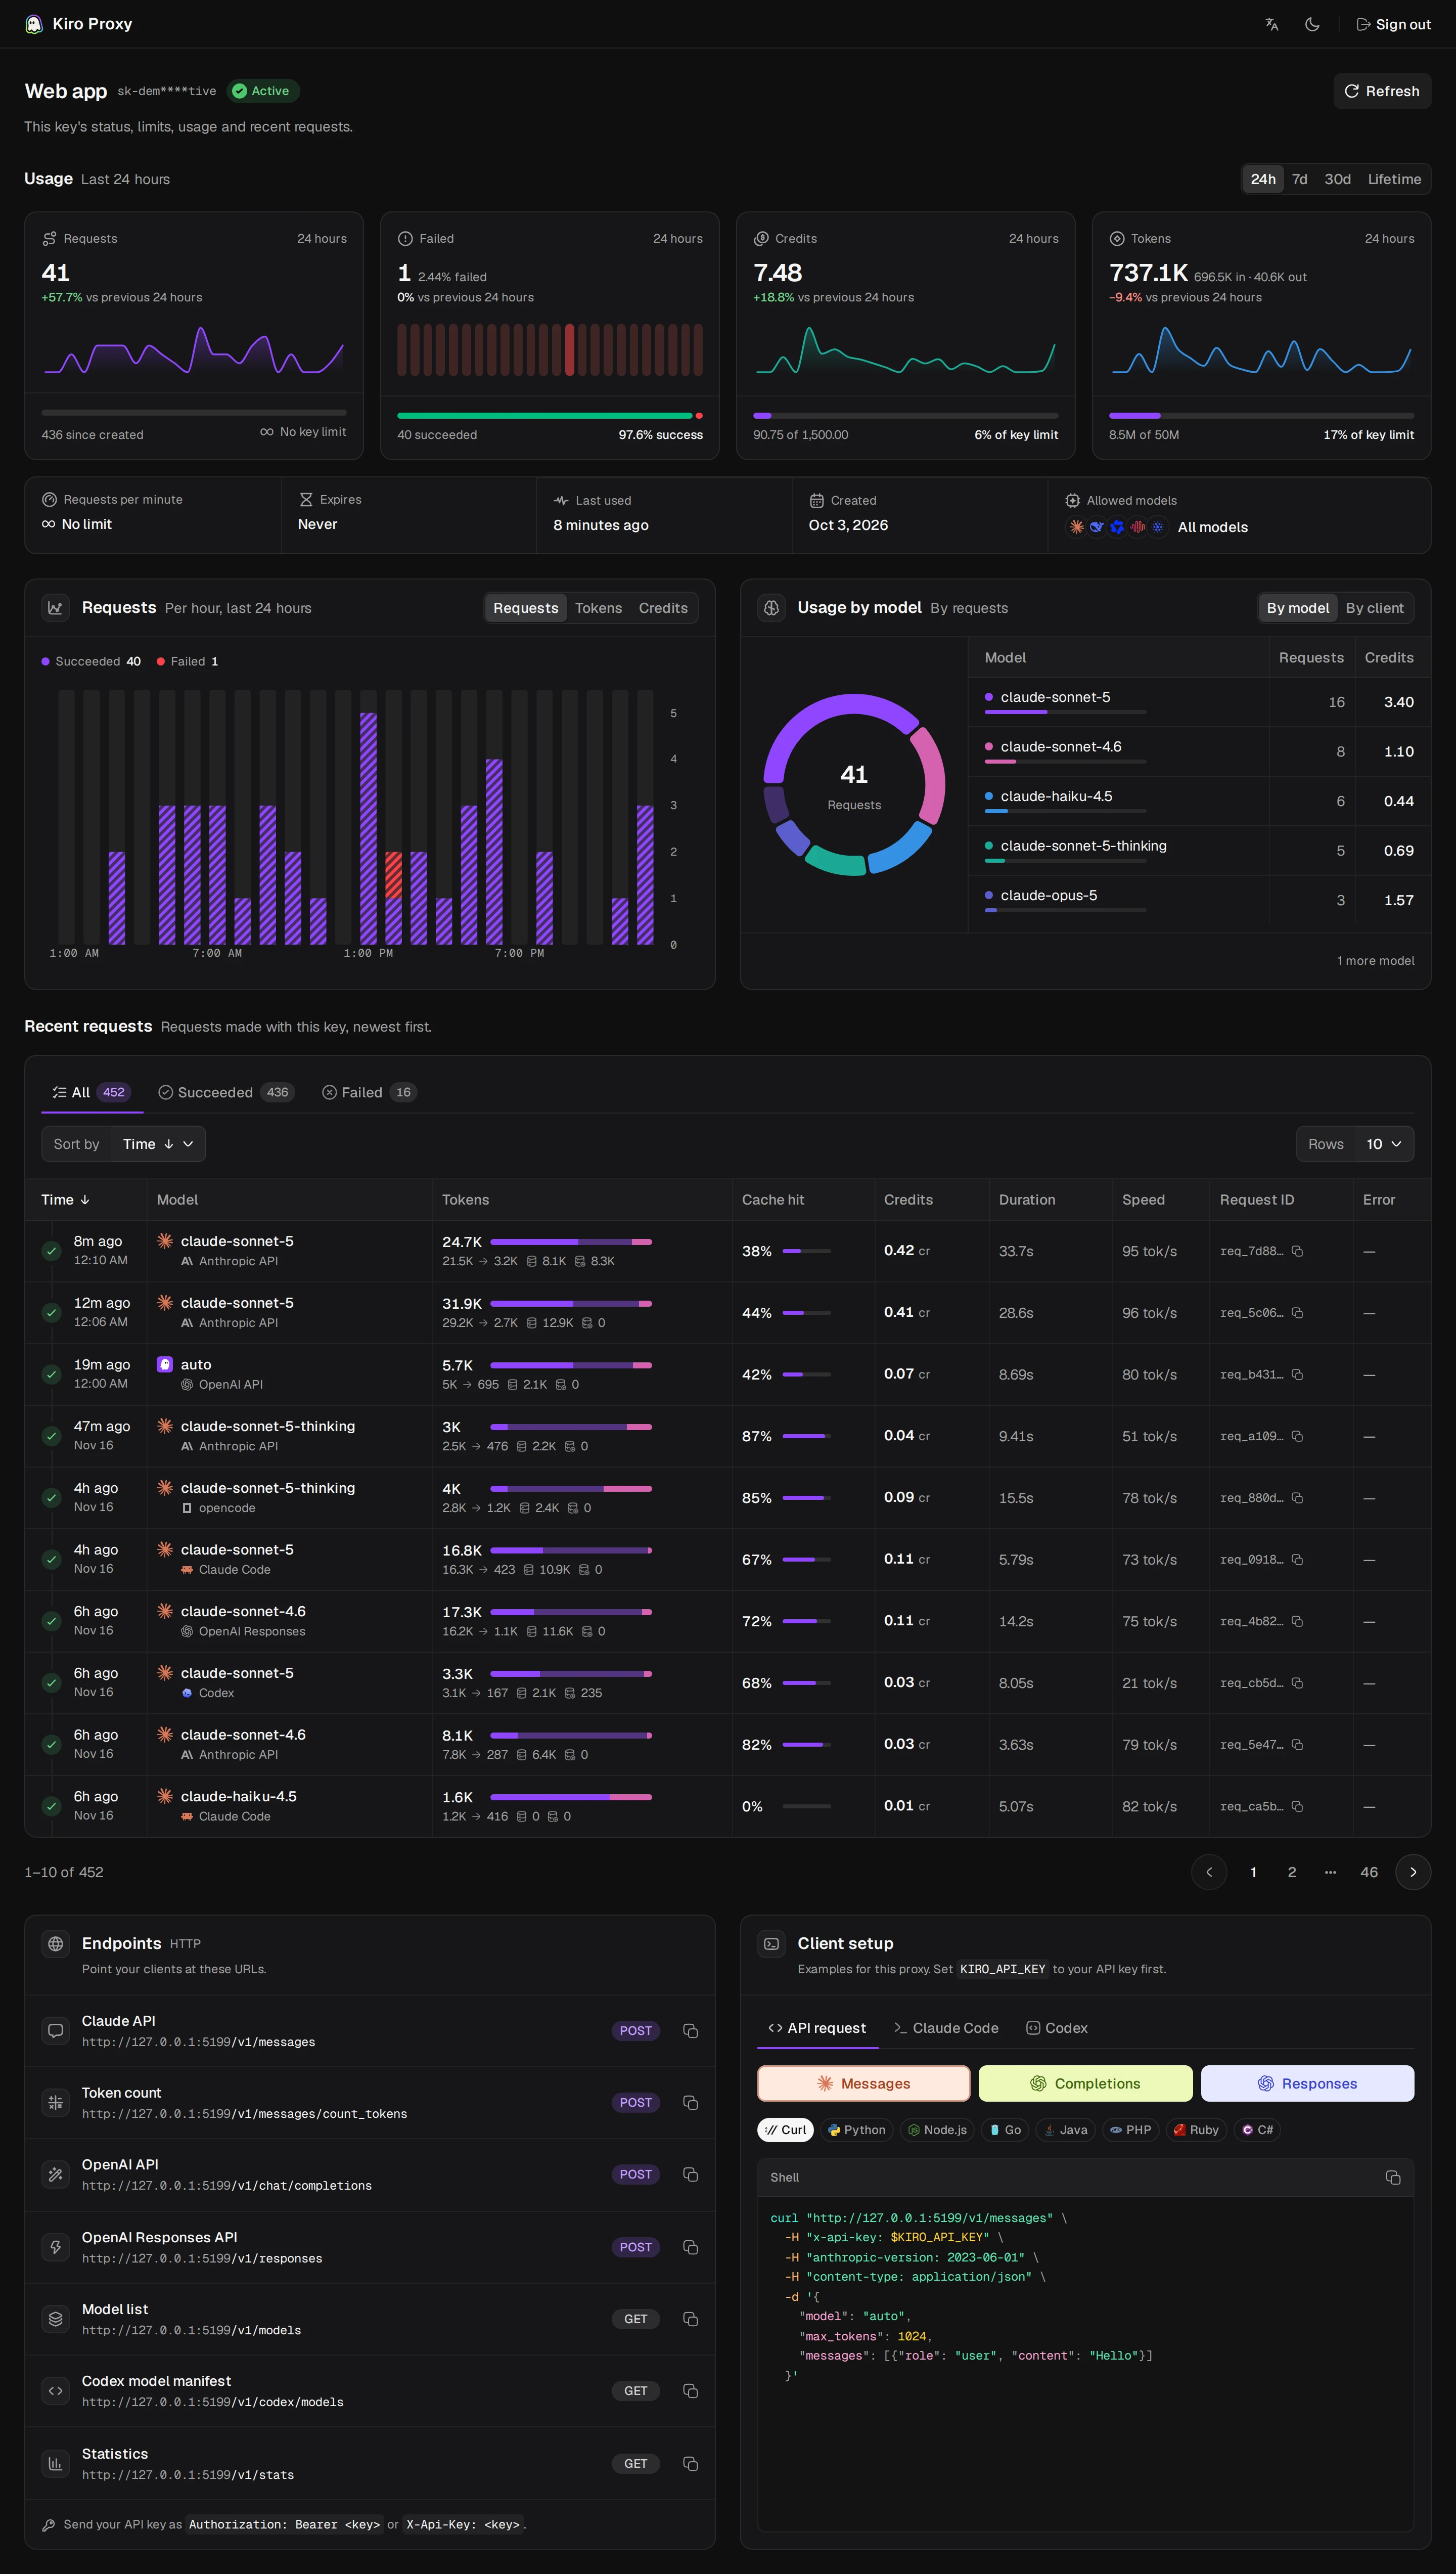 Kiro Proxy
Sign out
Web app sk-dem****tive Active
Refresh
This key's status, limits, usage and recent requests.
Usage Last 24 hours
24h 7d 30d Lifetime
Requests 24 hours
41
+57.7% vs previous 24 hours
436 since created No key limit
Failed 24 hours
1 2.44% failed
0% vs previous 24 hours
40 succeeded 97.6% success
Credits 24 hours
7.48
+18.8% vs previous 24 hours
90.75 of 1,500.00 6% of key limit
Tokens 24 hours
737.1K 696.5K in · 40.6K out
−9.4% vs previous 24 hours
8.5M of 50M 17% of key limit
Requests per minute
∞ No limit
Expires
Never
Last used
8 minutes ago
Created
Oct 3, 2026
Allowed models
All models
Requests Per hour, last 24 hours
Requests Tokens Credits
Succeeded 40 Failed 1
5
4
3
2
1
0
1:00 AM 7:00 AM 1:00 PM 7:00 PM
Usage by model By requests
By model By client
41
Requests
Model Requests Credits
claude-sonnet-5 16 3.40
claude-sonnet-4.6 8 1.10
claude-haiku-4.5 6 0.44
claude-sonnet-5-thinking 5 0.69
claude-opus-5 3 1.57
1 more model
Recent requests Requests made with this key, newest first.
All 452 Succeeded 436 Failed 16
Sort by Time ↓
Rows 10
Time ↓ Model Tokens Cache hit Credits Duration Speed Request ID Error
8m ago claude-sonnet-5 24.7K 38% 0.42 cr 33.7s 95 tok/s req_7d88… —
12:10 AM Anthropic API 21.5K → 3.2K 8.1K 8.3K
12m ago claude-sonnet-5 31.9K 44% 0.41 cr 28.6s 96 tok/s req_5c06… —
12:06 AM Anthropic API 29.2K → 2.7K 12.9K 0
19m ago auto 5.7K 42% 0.07 cr 8.69s 80 tok/s req_b431… —
12:00 AM OpenAI API 5K → 695 2.1K 0
47m ago claude-sonnet-5-thinking 3K 87% 0.04 cr 9.41s 51 tok/s req_a109… —
Nov 16 Anthropic API 2.5K → 476 2.2K 0
4h ago claude-sonnet-5-thinking 4K 85% 0.09 cr 15.5s 78 tok/s req_880d… —
Nov 16 opencode 2.8K → 1.2K 2.4K 0
4h ago claude-sonnet-5 16.8K 67% 0.11 cr 5.79s 73 tok/s req_0918… —
Nov 16 Claude Code 16.3K → 423 10.9K 0
6h ago claude-sonnet-4.6 17.3K 72% 0.11 cr 14.2s 75 tok/s req_4b82… —
Nov 16 OpenAI Responses 16.2K → 1.1K 11.6K 0
6h ago claude-sonnet-5 3.3K 68% 0.03 cr 8.05s 21 tok/s req_cb5d… —
Nov 16 Codex 3.1K → 167 2.1K 235
6h ago claude-sonnet-4.6 8.1K 82% 0.03 cr 3.63s 79 tok/s req_5e47… —
Nov 16 Anthropic API 7.8K → 287 6.4K 0
6h ago claude-haiku-4.5 1.6K 0% 0.01 cr 5.07s 82 tok/s req_ca5b… —
Nov 16 Claude Code 1.2K → 416 0 0
1–10 of 452
1 2 ··· 46
Endpoints HTTP
Point your clients at these URLs.
Claude API
http://127.0.0.1:5199/v1/messages
POST
Token count
http://127.0.0.1:5199/v1/messages/count_tokens
POST
OpenAI API
http://127.0.0.1:5199/v1/chat/completions
POST
OpenAI Responses API
http://127.0.0.1:5199/v1/responses
POST
Model list
http://127.0.0.1:5199/v1/models
GET
Codex model manifest
http://127.0.0.1:5199/v1/codex/models
GET
Statistics
http://127.0.0.1:5199/v1/stats
GET
Send your API key as Authorization: Bearer <key> or X-Api-Key: <key>.
Client setup
Examples for this proxy. Set KIRO_API_KEY to your API key first.
API request Claude Code Codex
Messages Completions Responses
Curl Python Node.js Go Java PHP Ruby C#
Shell
curl "http://127.0.0.1:5199/v1/messages" \
-H "x-api-key: $KIRO_API_KEY" \
-H "anthropic-version: 2023-06-01" \
-H "content-type: application/json" \
-d '{
"model": "auto",
"max_tokens": 1024,
"messages": [{"role": "user", "content": "Hello"}]
}'